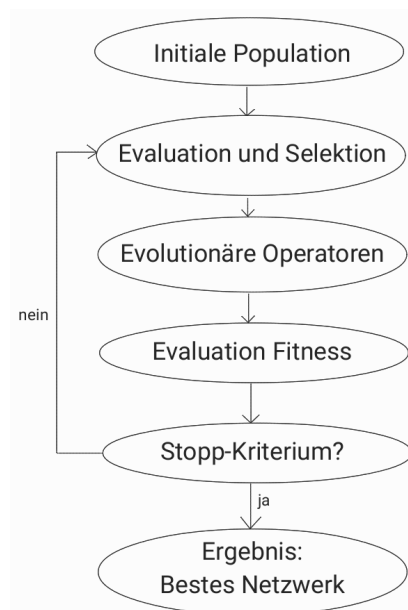 Initiale Population
Evaluation und Selektion
Evolutionäre Operatoren
nein
Evaluation Fitness
Stopp-Kriterium?
ja
Ergebnis:
Bestes Netzwerk